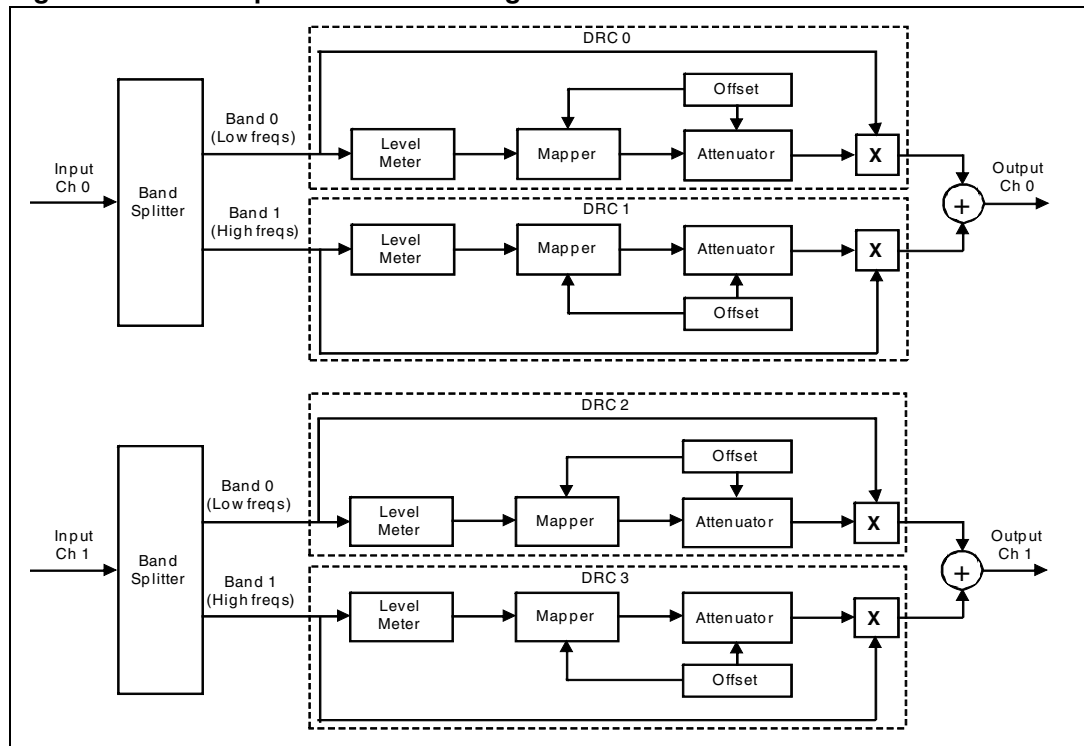 DRC 0
Offset
Band 0
(Low freqs)
Level
Meter
Mapper
Attenuator
X
Input
Ch 0
Band
Splitter
Output
Ch 0
+
Band 1
(High freqs)
DRC 1
Level
Meter
Mapper
Attenuator
X
Offset
DRC 2
Offset
Band 0
(Low freqs)
Level
Meter
Mapper
Attenuator
X
Input
Ch 1
Band
Splitter
Output
Ch 1
+
Band 1
(High freqs)
DRC 3
Level
Meter
Mapper
Attenuator
X
Offset